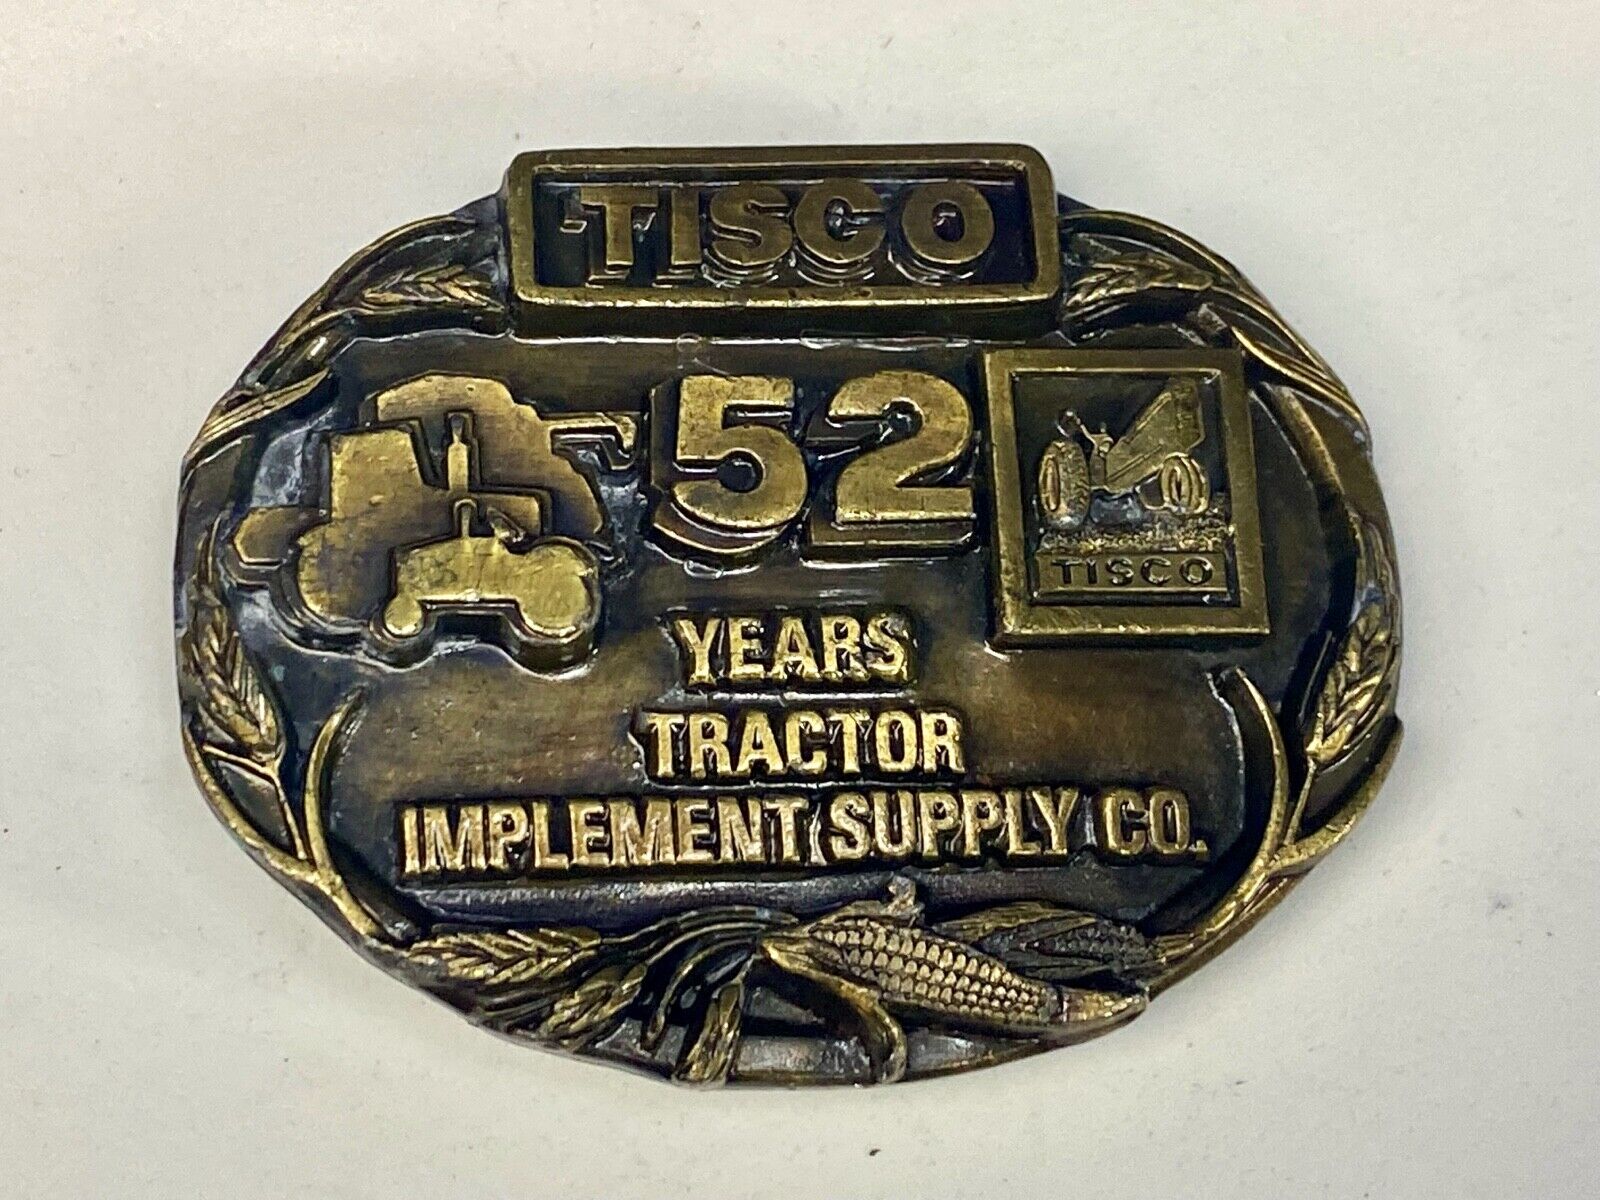 TISCO
52
TISCO
YEARS
TRACTOR
IMPLEMENT SUPPLY CO.